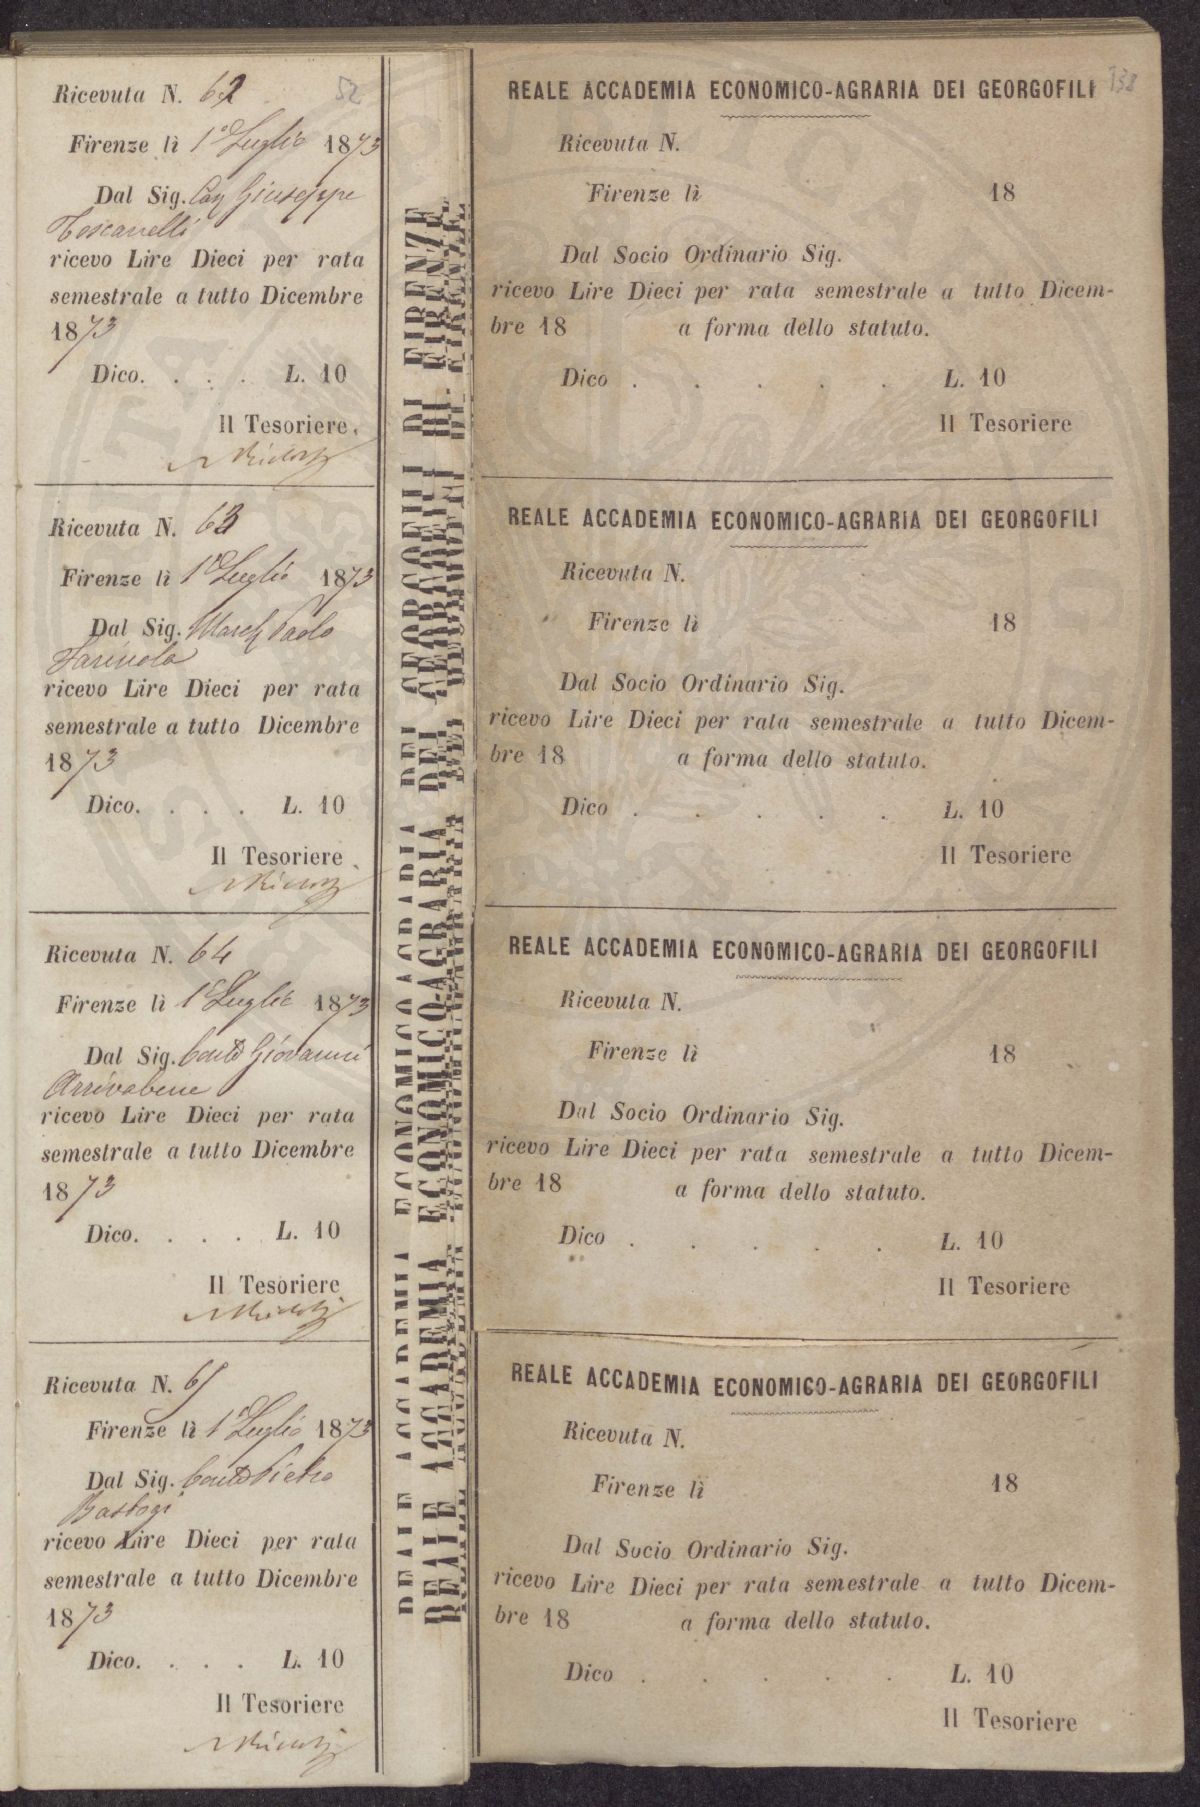 Ricevuta N. 62
52
Firenze lì 1° Luglio 1873
Dal Sig. Cav Giuseppe
Toscanelli
ricevo Lire Dieci per rata
semestrale a tutto Dicembre
1873
Dico. . . . L. 10
Il Tesoriere
Ricevuta N. 63
Firenze lì 1° Luglio 1873
Dal Sig. March Paolo
Farinola
ricevo Lire Dieci per rata
semestrale a tutto Dicembre
1873
Dico. . . . L. 10
Il Tesoriere
Ricevuta N. 64
Firenze lì 1° Luglio 1873
Dal Sig. Conte Giovanni
Arrivabene
ricevo Lire Dieci per rata
semestrale a tutto Dicembre
1873
Dico. . . . L. 10
Il Tesoriere
Ricevuta N. 65
Firenze lì 1° Luglio 1873
Dal Sig. Conte Pietro
Bastogi
ricevo Lire Dieci per rata
semestrale a tutto Dicembre
1873
Dico. . . . L. 10
Il Tesoriere
REALE ACCADEMIA ECONOMICO-AGRARIA DEI GEORGOFILI DI FIRENZE
138
REALE ACCADEMIA ECONOMICO-AGRARIA DEI GEORGOFILI
Ricevuta N.
Firenze lì 18
Dal Socio Ordinario Sig.
ricevo Lire Dieci per rata semestrale a tutto Dicem-
bre 18 a forma dello statuto.
Dico . . . . . L. 10
Il Tesoriere
REALE ACCADEMIA ECONOMICO-AGRARIA DEI GEORGOFILI
Ricevuta N.
Firenze lì 18
Dal Socio Ordinario Sig.
ricevo Lire Dieci per rata semestrale a tutto Dicem-
bre 18 a forma dello statuto.
Dico . . . . . L. 10
Il Tesoriere
REALE ACCADEMIA ECONOMICO-AGRARIA DEI GEORGOFILI
Ricevuta N.
Firenze lì 18
Dal Socio Ordinario Sig.
ricevo Lire Dieci per rata semestrale a tutto Dicem-
bre 18 a forma dello statuto.
Dico . . . . . L. 10
Il Tesoriere
REALE ACCADEMIA ECONOMICO-AGRARIA DEI GEORGOFILI
Ricevuta N.
Firenze lì 18
Dal Socio Ordinario Sig.
ricevo Lire Dieci per rata semestrale a tutto Dicem-
bre 18 a forma dello statuto.
Dico . . . . . L. 10
Il Tesoriere